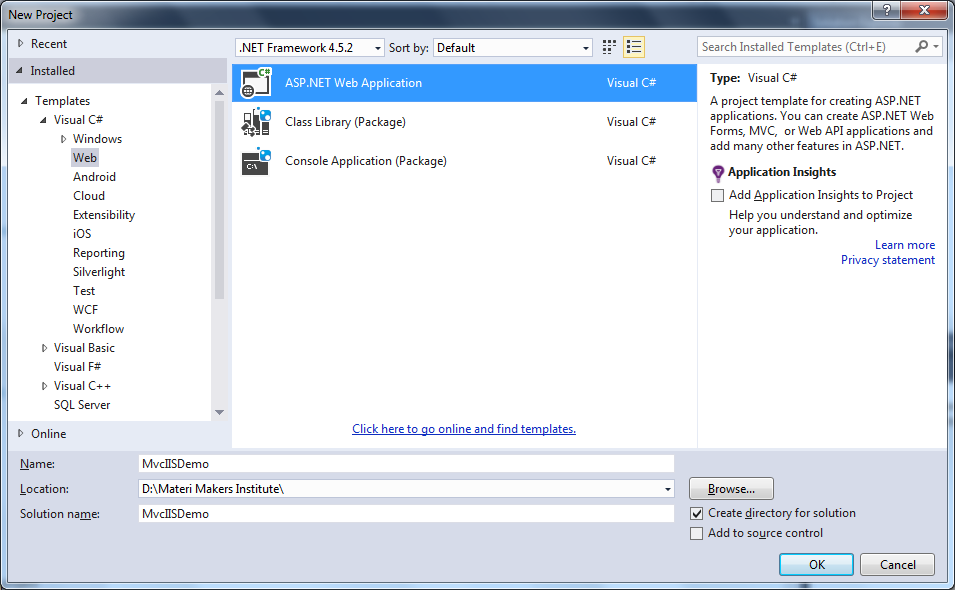 New Project
Recent
Installed
Templates
Visual C#
Windows
Web
Android
Cloud
Extensibility
iOS
Reporting
Silverlight
Test
WCF
Workflow
Visual Basic
Visual F#
Visual C++
SQL Server
Online
.NET Framework 4.5.2
Sort by: Default
ASP.NET Web Application Visual C#
Class Library (Package) Visual C#
Console Application (Package) Visual C#
Click here to go online and find templates.
Search Installed Templates (Ctrl+E)
Type: Visual C#
A project template for creating ASP.NET
applications. You can create ASP.NET Web
Forms, MVC, or Web API applications and
add many other features in ASP.NET.
Application Insights
Add Application Insights to Project
Help you understand and optimize
your application.
Learn more
Privacy statement
Name: MvcIISDemo
Location: D:\Materi Makers Institute\
Browse...
Solution name: MvcIISDemo
Create directory for solution
Add to source control
OK
Cancel